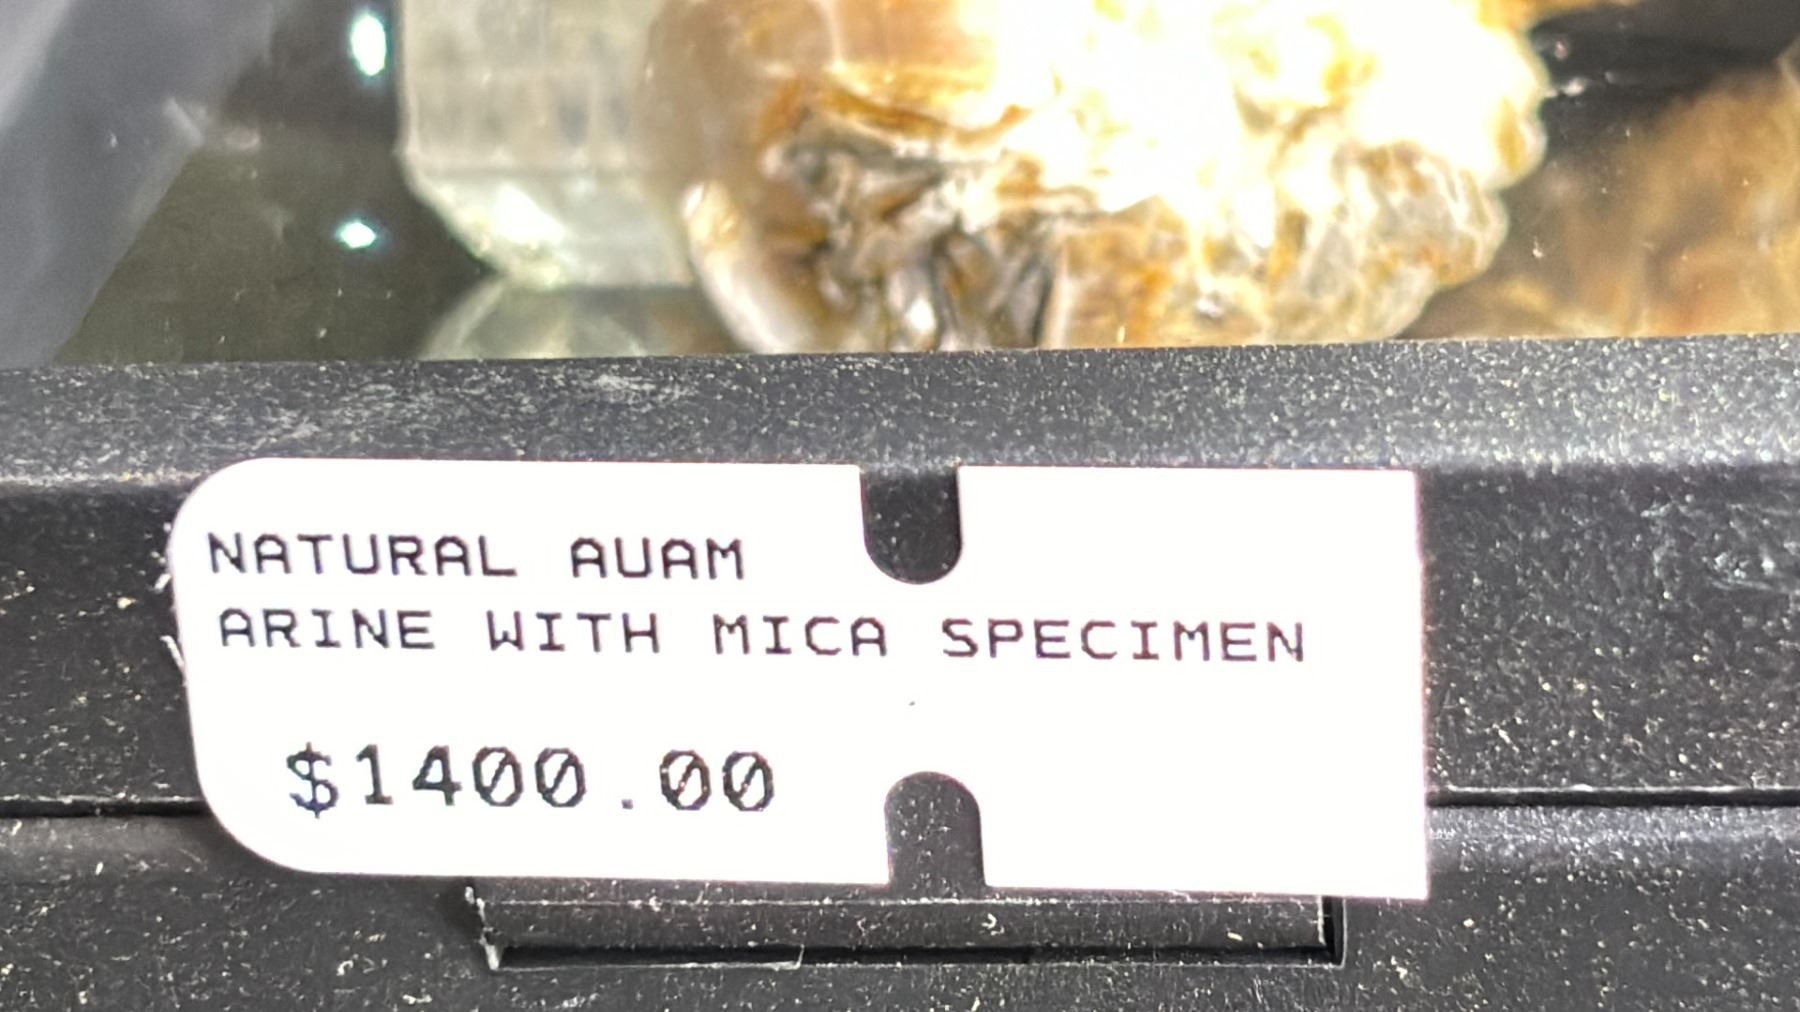 NATURAL AUAM
ARINE WITH MICA SPECIMEN
$1400.00